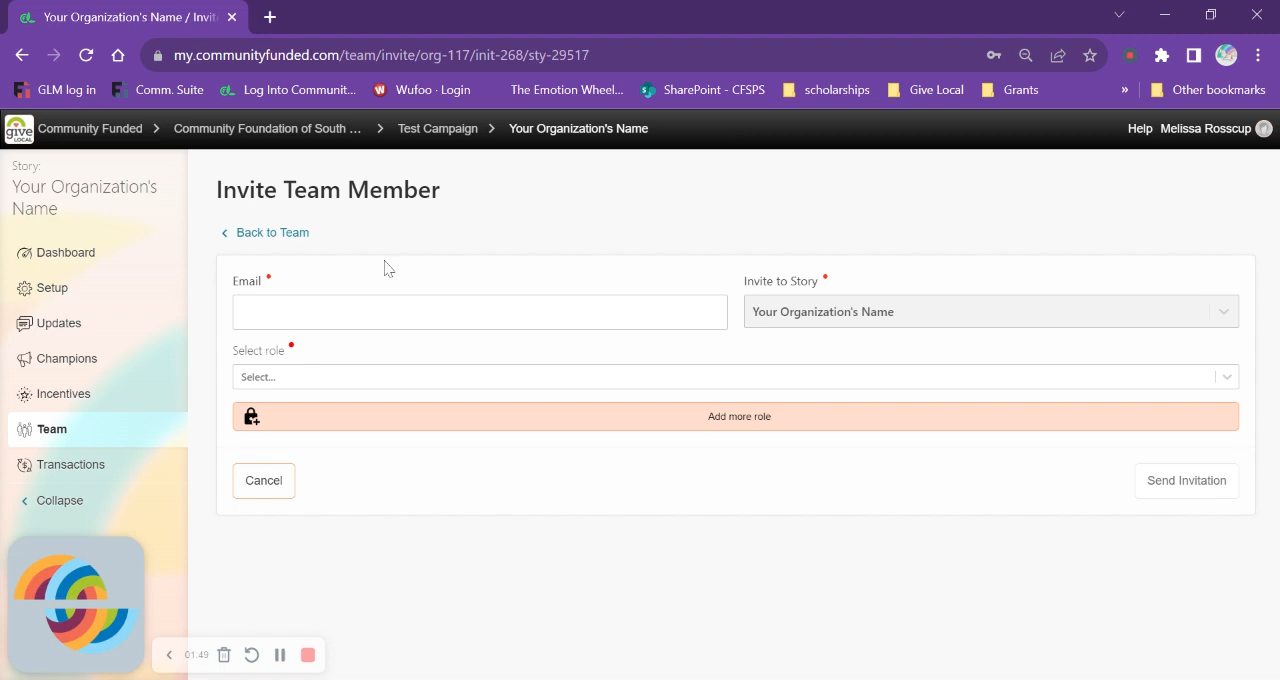 Your Organization's Name / Invit
my.communityfunded.com/team/invite/org-117/init-268/sty-29517
GLM log in
Comm. Suite
Log Into Communit...
Wufoo · Login
The Emotion Wheel...
SharePoint - CFSPS
scholarships
Give Local
Grants
»
Other bookmarks
give
LOCAL
Community Funded > Community Foundation of South ... > Test Campaign > Your Organization's Name
Help
Melissa Rosscup
Story:
Your Organization's
Name
Dashboard
Setup
Updates
Champions
Incentives
Team
Transactions
Collapse
Invite Team Member
Back to Team
Email
Invite to Story
Your Organization's Name
Select role
Select...
Add more role
Cancel
Send Invitation
01:49